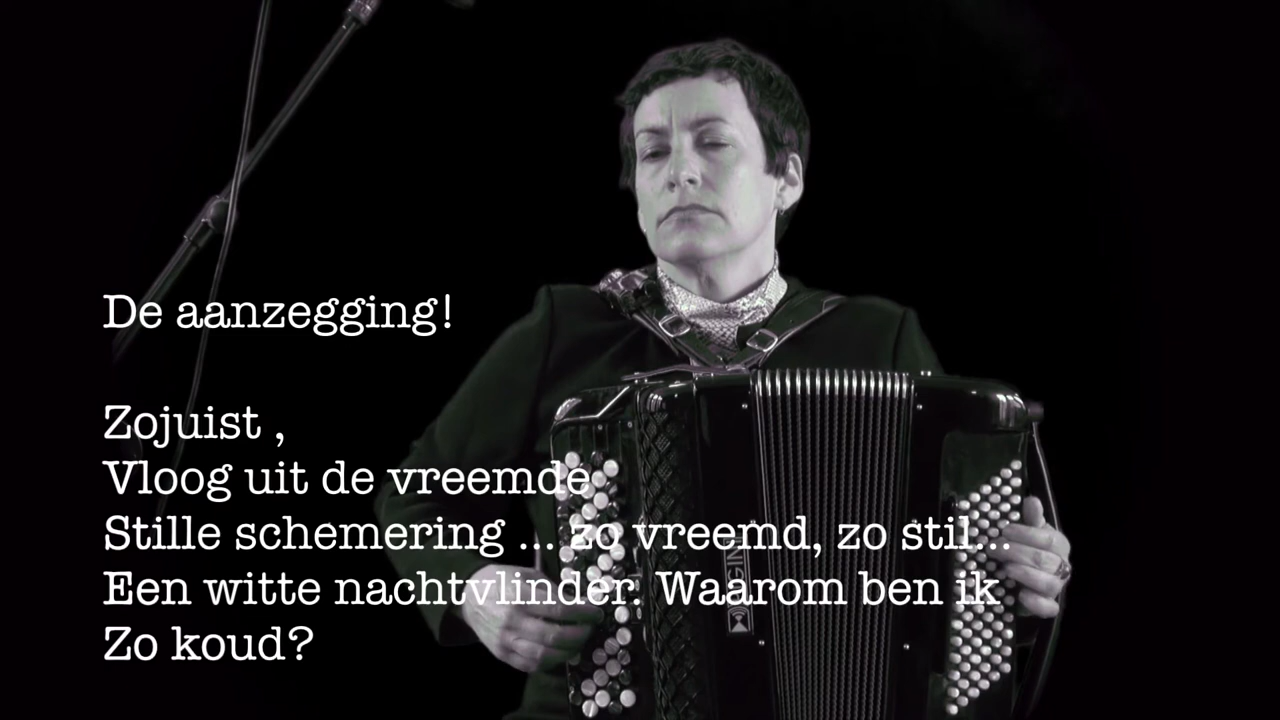 De aanzegging!
Zojuist ,
Vloog uit de vreemde
Stille schemering ... zo vreemd, zo stil...
Een witte nachtvlinder. Waarom ben ik
Zo koud?